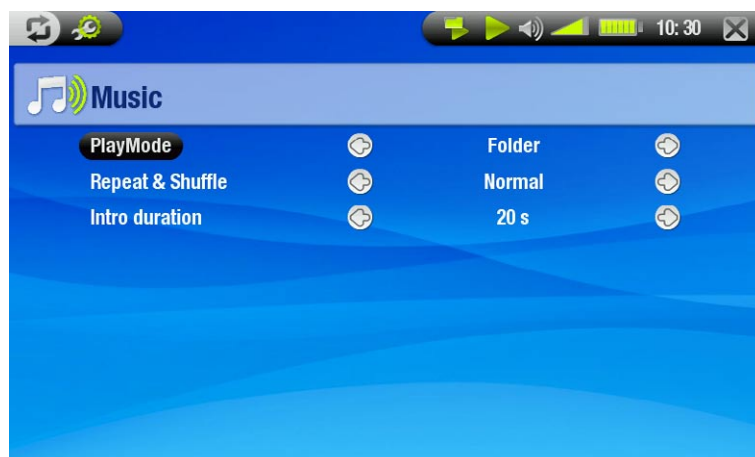 10:30
Music
PlayMode Folder
Repeat & Shuffle Normal
Intro duration 20 s